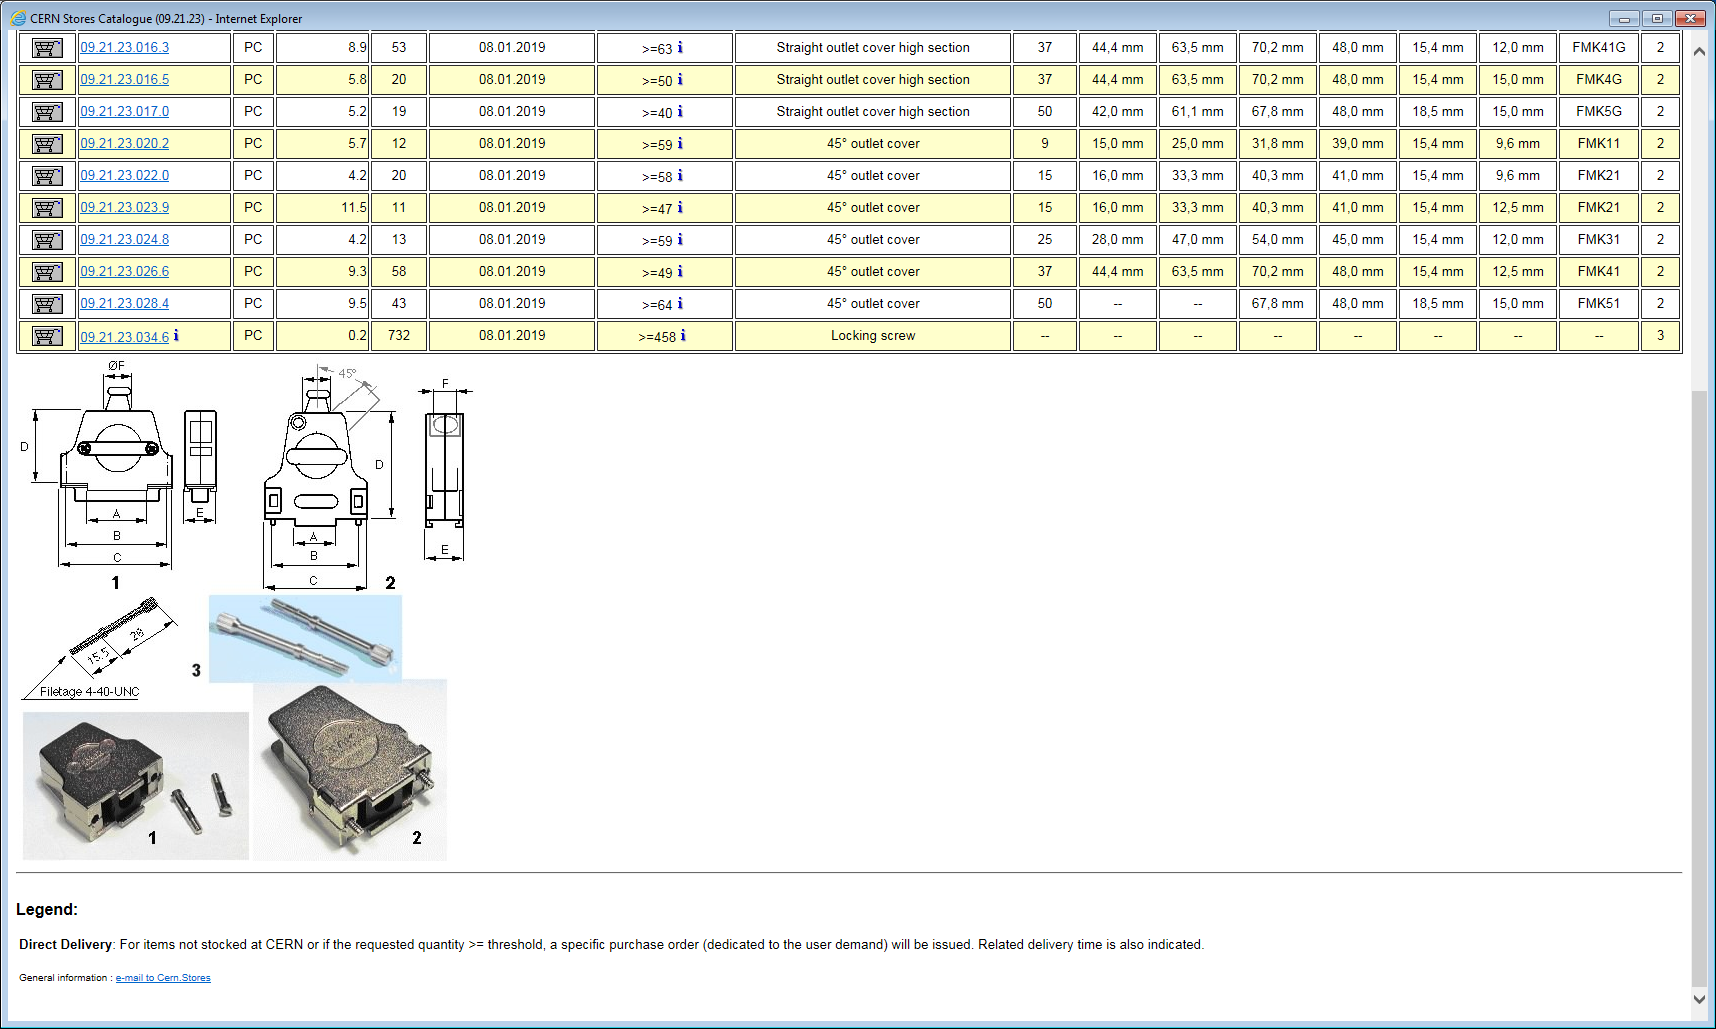 CERN Stores Catalogue (09.21.23) - Internet Explorer
09.21.23.016.3 PC 8.9 53 08.01.2019 >=63 i Straight outlet cover high section 37 44,4 mm 63,5 mm 70,2 mm 48,0 mm 15,4 mm 12,0 mm FMK41G 2
09.21.23.016.5 PC 5.8 20 08.01.2019 >=50 i Straight outlet cover high section 37 44,4 mm 63,5 mm 70,2 mm 48,0 mm 15,4 mm 15,0 mm FMK4G 2
09.21.23.017.0 PC 5.2 19 08.01.2019 >=40 i Straight outlet cover high section 50 42,0 mm 61,1 mm 67,8 mm 48,0 mm 18,5 mm 15,0 mm FMK5G 2
09.21.23.020.2 PC 5.7 12 08.01.2019 >=59 i 45° outlet cover 9 15,0 mm 25,0 mm 31,8 mm 39,0 mm 15,4 mm 9,6 mm FMK11 2
09.21.23.022.0 PC 4.2 20 08.01.2019 >=58 i 45° outlet cover 15 16,0 mm 33,3 mm 40,3 mm 41,0 mm 15,4 mm 9,6 mm FMK21 2
09.21.23.023.9 PC 11.5 11 08.01.2019 >=47 i 45° outlet cover 15 16,0 mm 33,3 mm 40,3 mm 41,0 mm 15,4 mm 12,5 mm FMK21 2
09.21.23.024.8 PC 4.2 13 08.01.2019 >=59 i 45° outlet cover 25 28,0 mm 47,0 mm 54,0 mm 45,0 mm 15,4 mm 12,0 mm FMK31 2
09.21.23.026.6 PC 9.3 58 08.01.2019 >=49 i 45° outlet cover 37 44,4 mm 63,5 mm 70,2 mm 48,0 mm 15,4 mm 12,5 mm FMK41 2
09.21.23.028.4 PC 9.5 43 08.01.2019 >=64 i 45° outlet cover 50 -- -- 67,8 mm 48,0 mm 18,5 mm 15,0 mm FMK51 2
09.21.23.034.6 i PC 0.2 732 08.01.2019 >=458 i Locking screw -- -- -- -- -- -- -- -- 3
ØF
D
E
A
B
C
1
45°
F
D
A
B
C
E
2
15.5
28
Filetage 4-40-UNC
3
1
2
Legend:
Direct Delivery: For items not stocked at CERN or if the requested quantity >= threshold, a specific purchase order (dedicated to the user demand) will be issued. Related delivery time is also indicated.
General information : e-mail to Cern.Stores